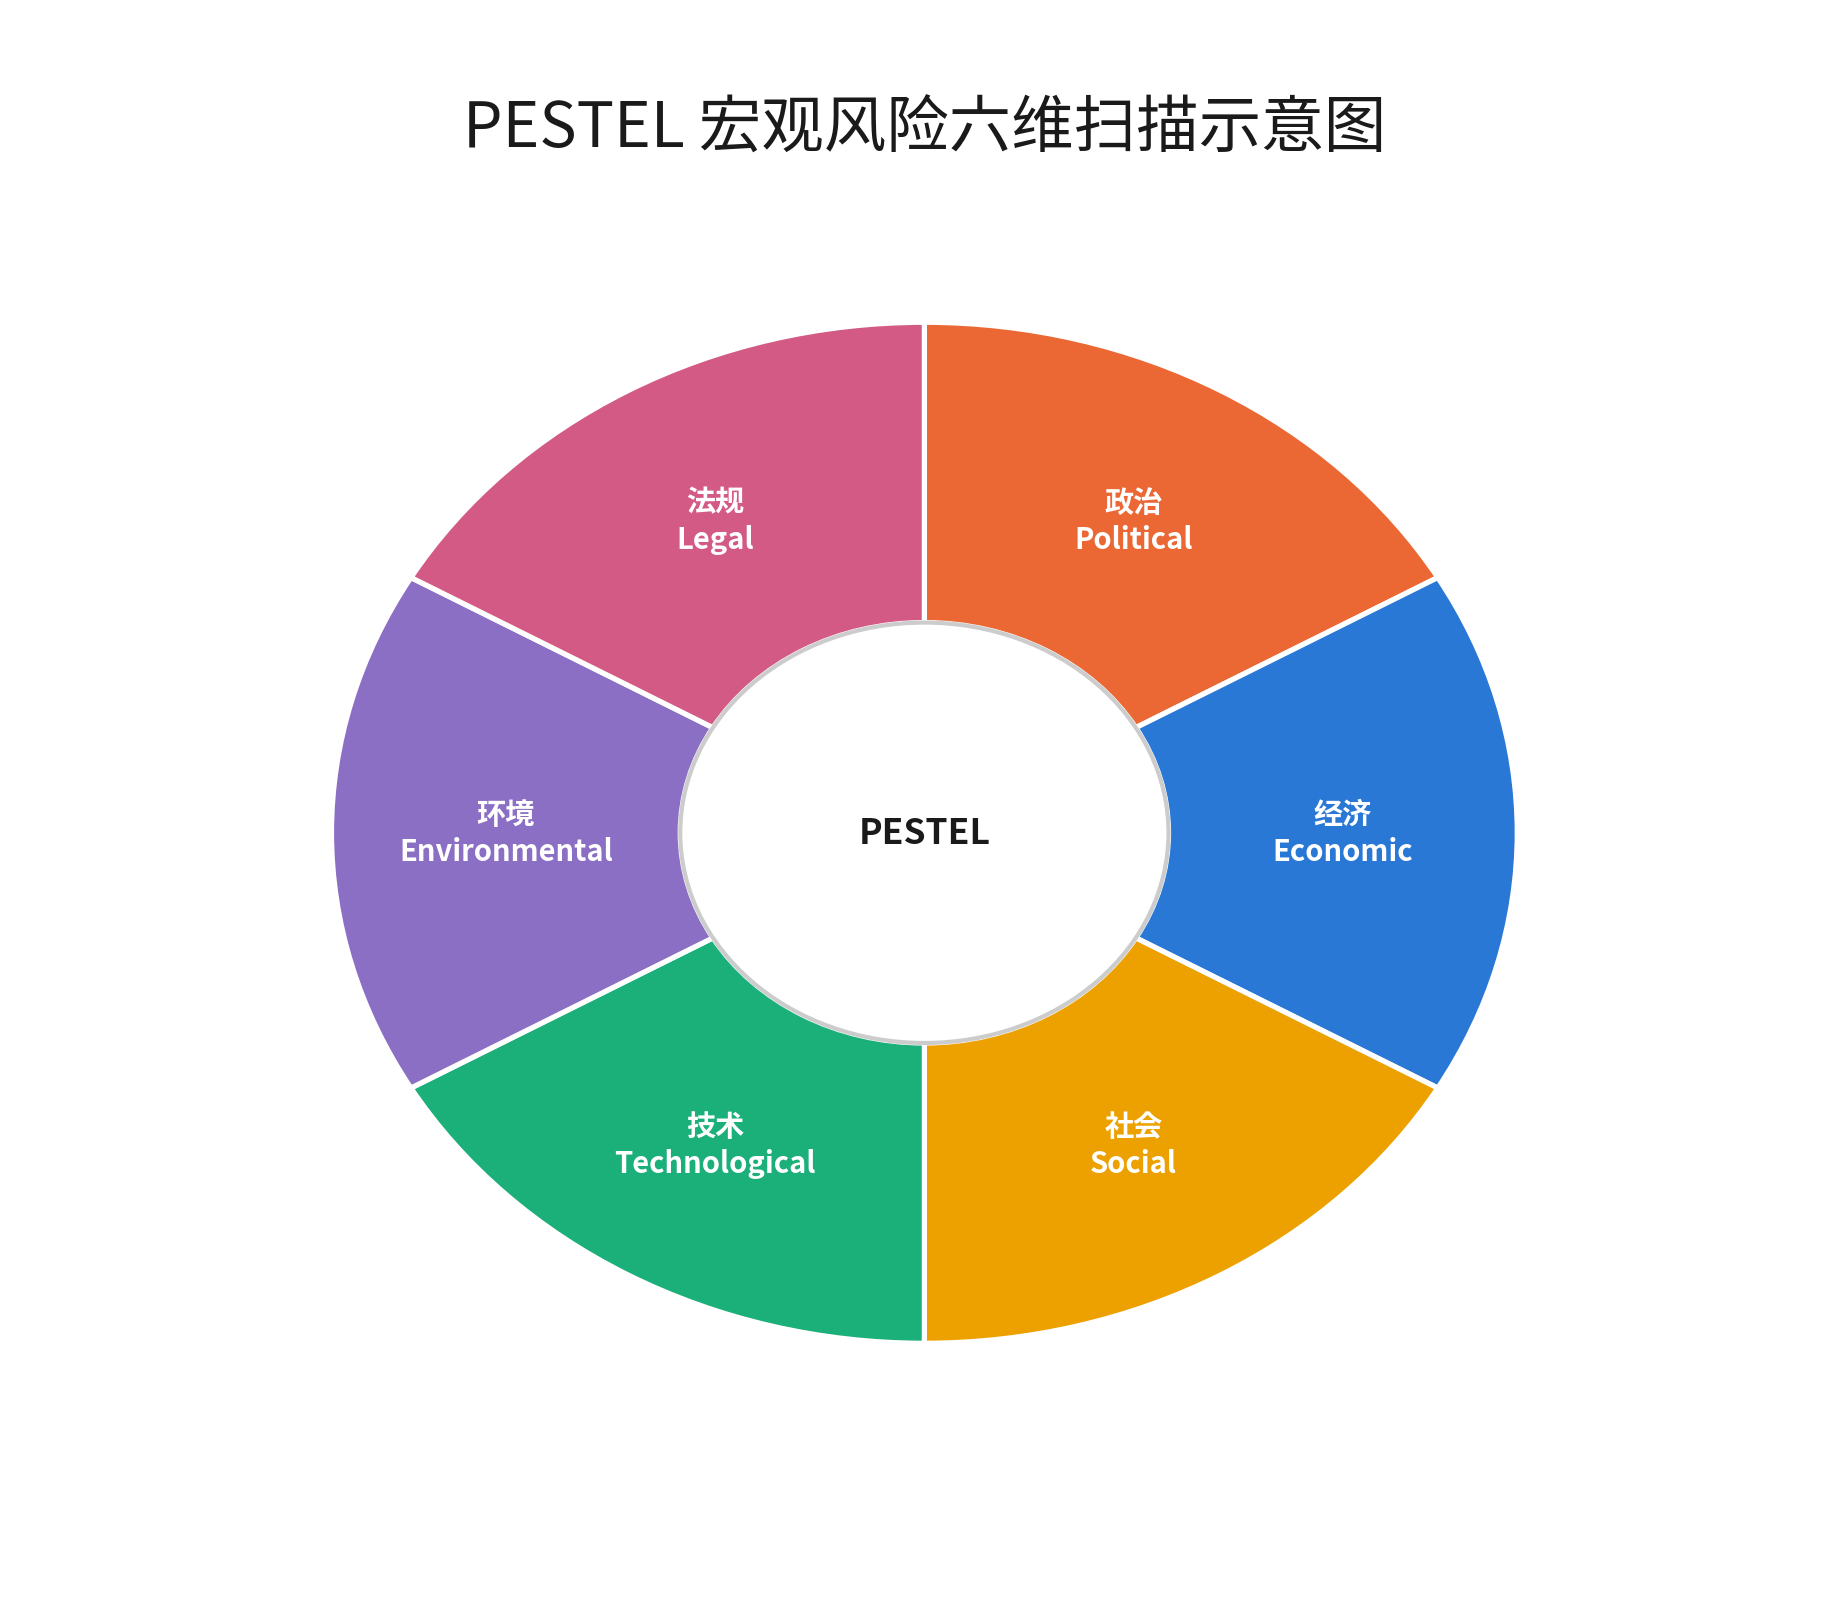 PESTEL 宏观风险六维扫描示意图
法规
Legal
政治
Political
环境
Environmental
PESTEL
经济
Economic
技术
Technological
社会
Social